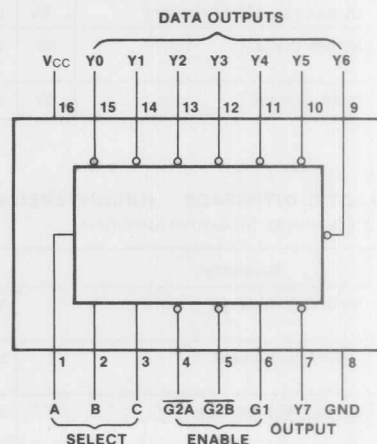 DATA OUTPUTS
VCC Y0 Y1 Y2 Y3 Y4 Y5 Y6
16 15 14 13 12 11 10 9
1 2 3 4 5 6 7 8
A B C G2A G2B G1 Y7 GND
SELECT ENABLE OUTPUT